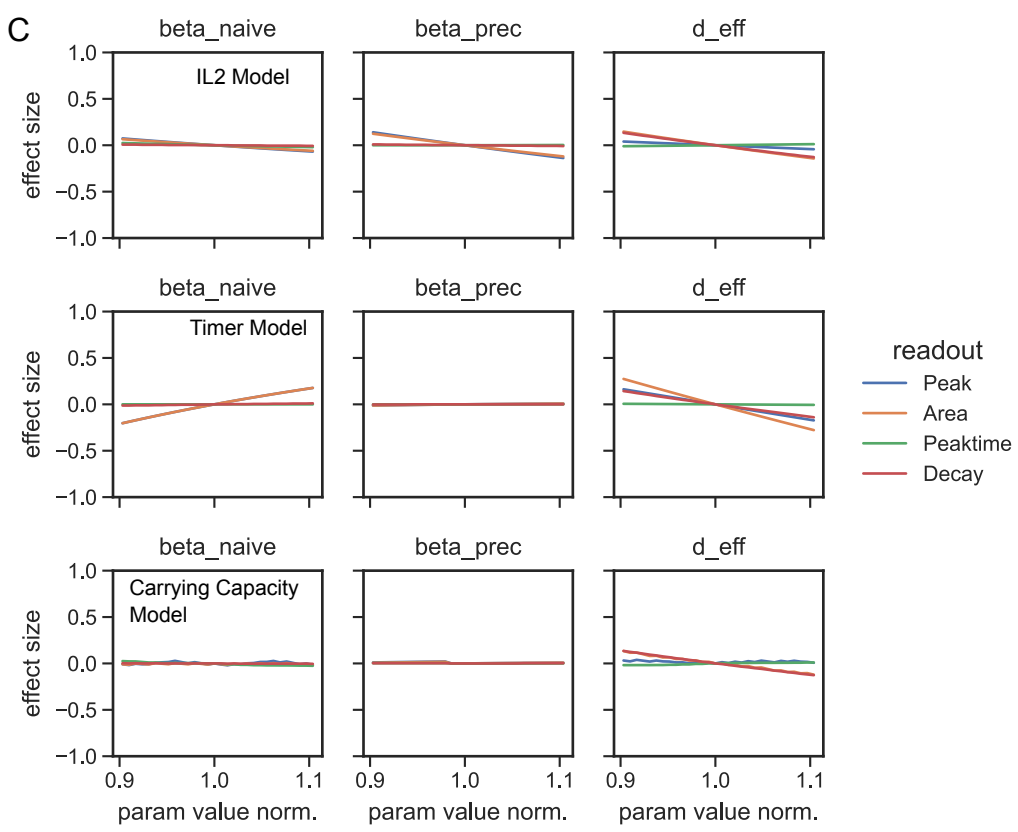 C
beta_naive beta_prec d_eff
1.0
IL2 Model
0.5
0.0
−0.5
−1.0
effect size
0.9 1.0 1.1
beta_naive beta_prec d_eff
1.0
Timer Model
0.5
0.0
−0.5
−1.0
effect size
readout
Peak
Area
Peaktime
Decay
beta_naive beta_prec d_eff
1.0
Carrying Capacity
Model
0.5
0.0
−0.5
−1.0
effect size
0.9 1.0 1.1 0.9 1.0 1.1
param value norm. param value norm. param value norm.